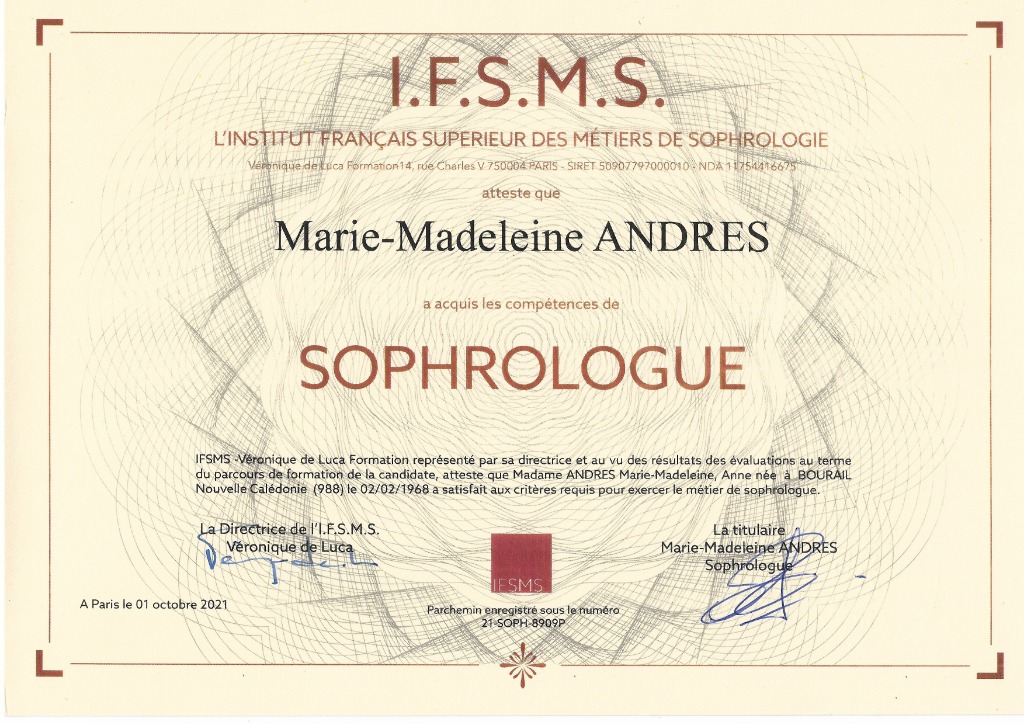 I.F.S.M.S.
L'INSTITUT FRANÇAIS SUPERIEUR DES MÉTIERS DE SOPHROLOGIE
Véronique de Luca Formation14, rue Charles V 750004 PARIS - SIRET 50907797000010 - NDA 11754416675
atteste que
Marie-Madeleine ANDRES
a acquis les compétences de
SOPHROLOGUE
IFSMS -Véronique de Luca Formation représenté par sa directrice et au vu des résultats des évaluations au terme
du parcours de formation de la candidate, atteste que Madame ANDRES Marie-Madeleine, Anne née à BOURAIL
Nouvelle Calédonie (988) le 02/02/1968 a satisfait aux critères requis pour exercer le métier de sophrologue.
La Directrice de l'I.F.S.M.S.
Véronique de Luca
La titulaire
Marie-Madeleine ANDRES
Sophrologue
IFSMS
A Paris le 01 octobre 2021
Parchemin enregistré sous le numéro
21-SOPH-8909P